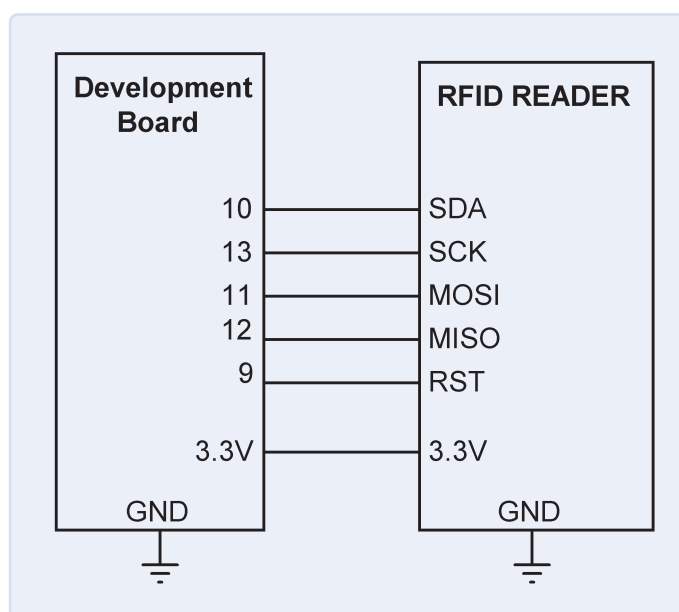 Development
Board
RFID READER
10
SDA
13
SCK
11
MOSI
12
MISO
9
RST
3.3V
3.3V
GND
GND